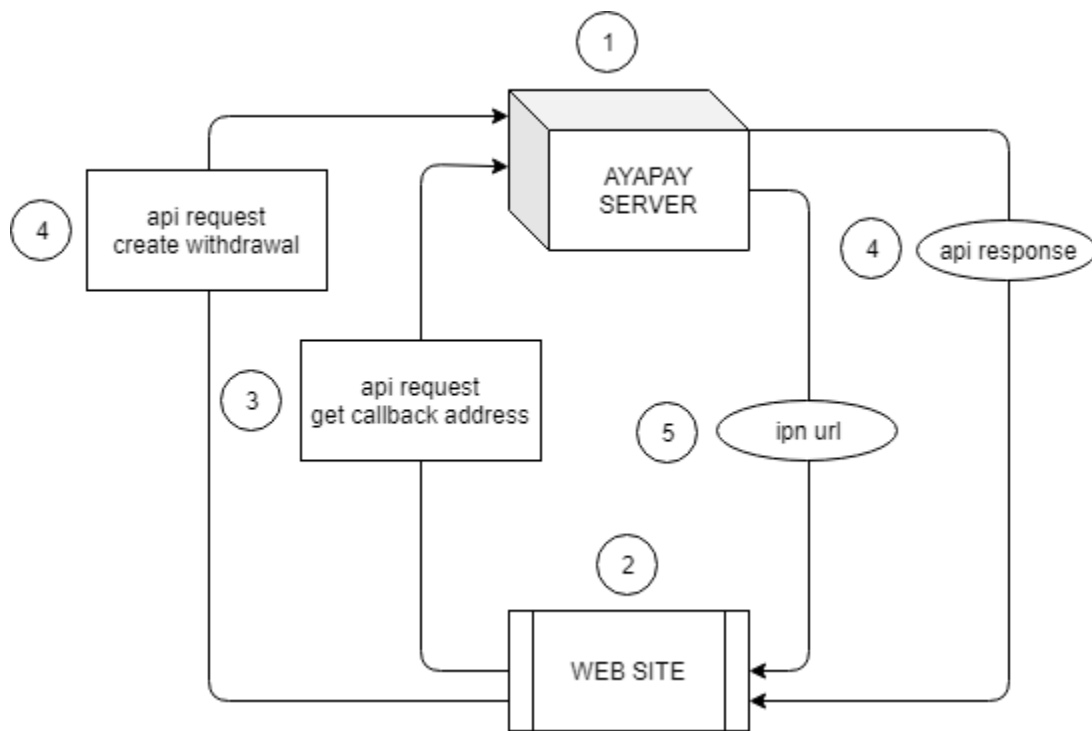 1
AYAPAY
SERVER
4
api request
create withdrawal
4
api response
3
api request
get callback address
5
ipn url
2
WEB SITE